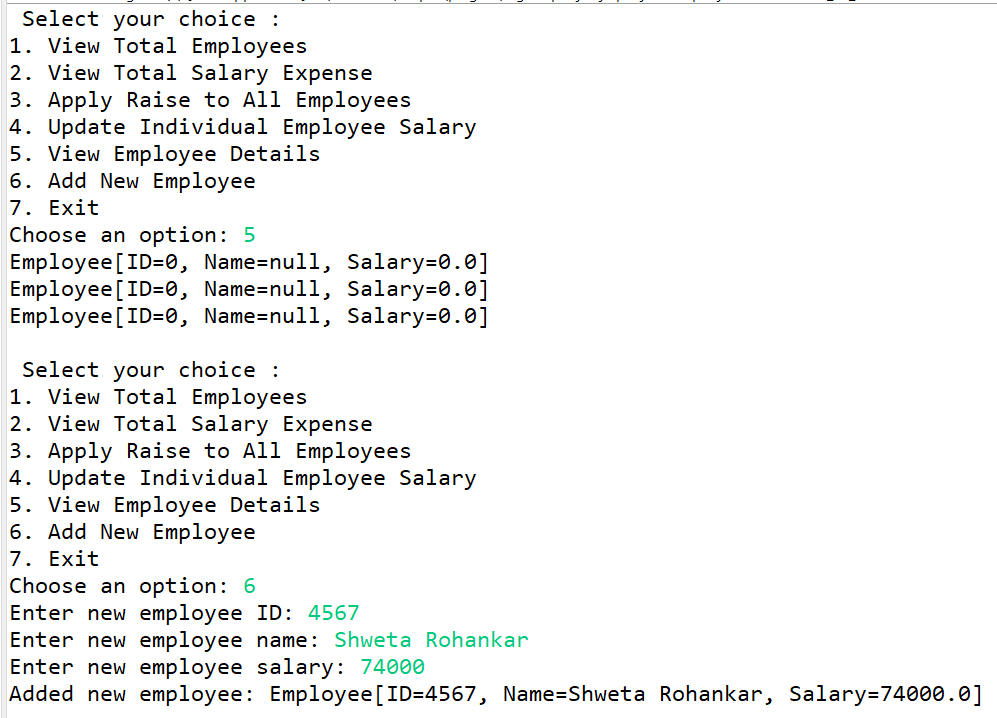 Select your choice :
1. View Total Employees
2. View Total Salary Expense
3. Apply Raise to All Employees
4. Update Individual Employee Salary
5. View Employee Details
6. Add New Employee
7. Exit
Choose an option: 5
Employee[ID=0, Name=null, Salary=0.0]
Employee[ID=0, Name=null, Salary=0.0]
Employee[ID=0, Name=null, Salary=0.0]
Select your choice :
1. View Total Employees
2. View Total Salary Expense
3. Apply Raise to All Employees
4. Update Individual Employee Salary
5. View Employee Details
6. Add New Employee
7. Exit
Choose an option: 6
Enter new employee ID: 4567
Enter new employee name: Shweta Rohankar
Enter new employee salary: 74000
Added new employee: Employee[ID=4567, Name=Shweta Rohankar, Salary=74000.0]